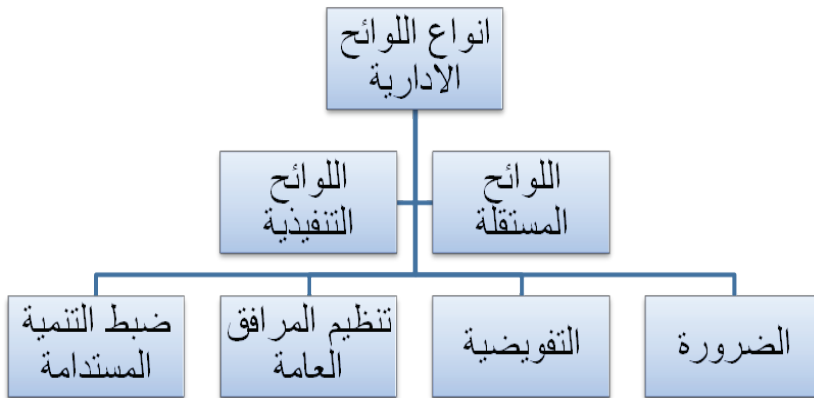 انواع اللوائح
الادارية
اللوائح
المستقلة
اللوائح
التنفيذية
الضرورة
التفويضية
تنظيم المرافق
العامة
ضبط التنمية
المستدامة